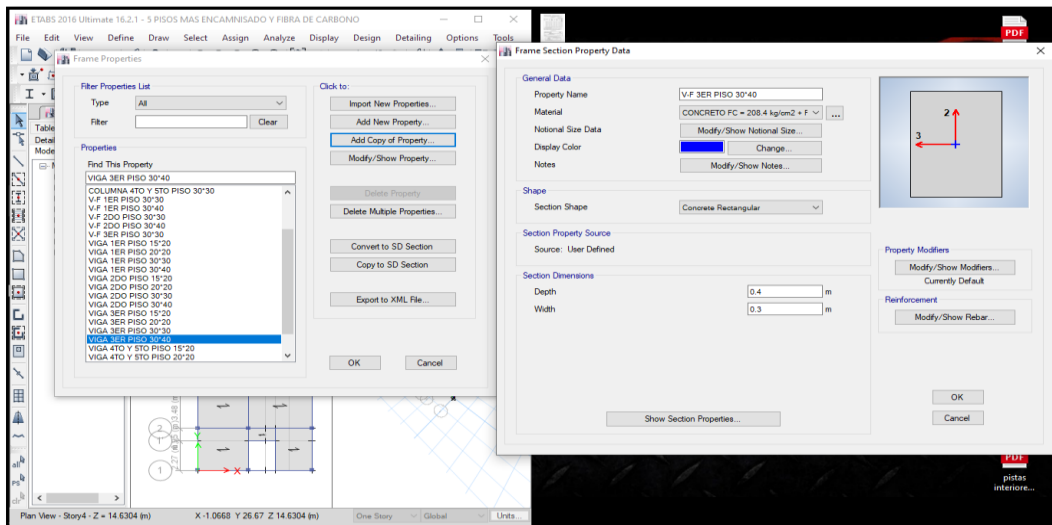 ETABS 2016 Ultimate 16.2.1 - 5 PISOS MAS ENCAMNISADO Y FIBRA DE CARBONO
File Edit View Define Draw Select Assign Analyze Display Design Detailing Options Tools
Frame Properties
Filter Properties List
Type All
Filter Clear
Properties
Find This Property
VIGA 3ER PISO 30*40
COLUMNA 4TO Y 5TO PISO 30*30
V-F 1ER PISO 30*30
V-F 1ER PISO 30*40
V-F 2DO PISO 30*30
V-F 2DO PISO 30*40
V-F 3ER PISO 30*30
VIGA 1ER PISO 15*20
VIGA 1ER PISO 20*20
VIGA 1ER PISO 30*30
VIGA 1ER PISO 30*40
VIGA 2DO PISO 15*20
VIGA 2DO PISO 20*20
VIGA 2DO PISO 30*30
VIGA 2DO PISO 30*40
VIGA 3ER PISO 15*20
VIGA 3ER PISO 20*20
VIGA 3ER PISO 30*30
VIGA 3ER PISO 30*40
VIGA 4TO Y 5TO PISO 15*20
VIGA 4TO Y 5TO PISO 20*20
Click to:
Import New Properties...
Add New Property...
Add Copy of Property...
Modify/Show Property...
Delete Property
Delete Multiple Properties...
Convert to SD Section
Copy to SD Section
Export to XML File...
OK Cancel
Table
Detail
Mode
all
PS
clr
2
1'
1
X
Y
Plan View - Story4 - Z = 14.6304 (m) X -1.0668 Y 26.67 Z 14.6304 (m) One Story Global Units...
Frame Section Property Data
General Data
Property Name V-F 3ER PISO 30*40
Material CONCRETO FC = 208.4 kg/cm2 + F ...
Notional Size Data Modify/Show Notional Size...
Display Color Change...
Notes Modify/Show Notes...
Shape
Section Shape Concrete Rectangular
Section Property Source
Source: User Defined
Section Dimensions
Depth 0.4 m
Width 0.3 m
Show Section Properties...
2
3
Property Modifiers
Modify/Show Modifiers...
Currently Default
Reinforcement
Modify/Show Rebar...
OK
Cancel
PDF
PDF
pistas
interiore...